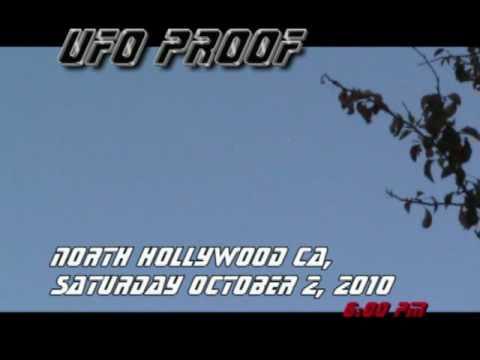 UFO PROOF
NORTH HOLLYWOOD CA,
SATURDAY OCTOBER 2, 2010
6:00 PM